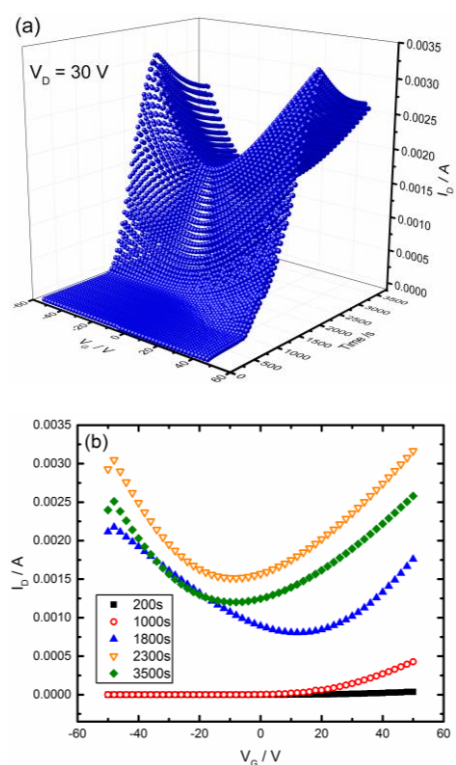 (a)
V_D = 30 V
0.0035
0.0030
0.0025
0.0020
0.0015
0.0010
0.0005
0.0000
I_D / A
-60
-40
-20
0
20
40
60
V_G / V
0
500
1000
1500
2000
2500
3000
3500
Time /s
(b)
0.0035
0.0030
0.0025
0.0020
0.0015
0.0010
0.0005
0.0000
I_D / A
200s
1000s
1800s
2300s
3500s
-60 -40 -20 0 20 40 60
V_G / V